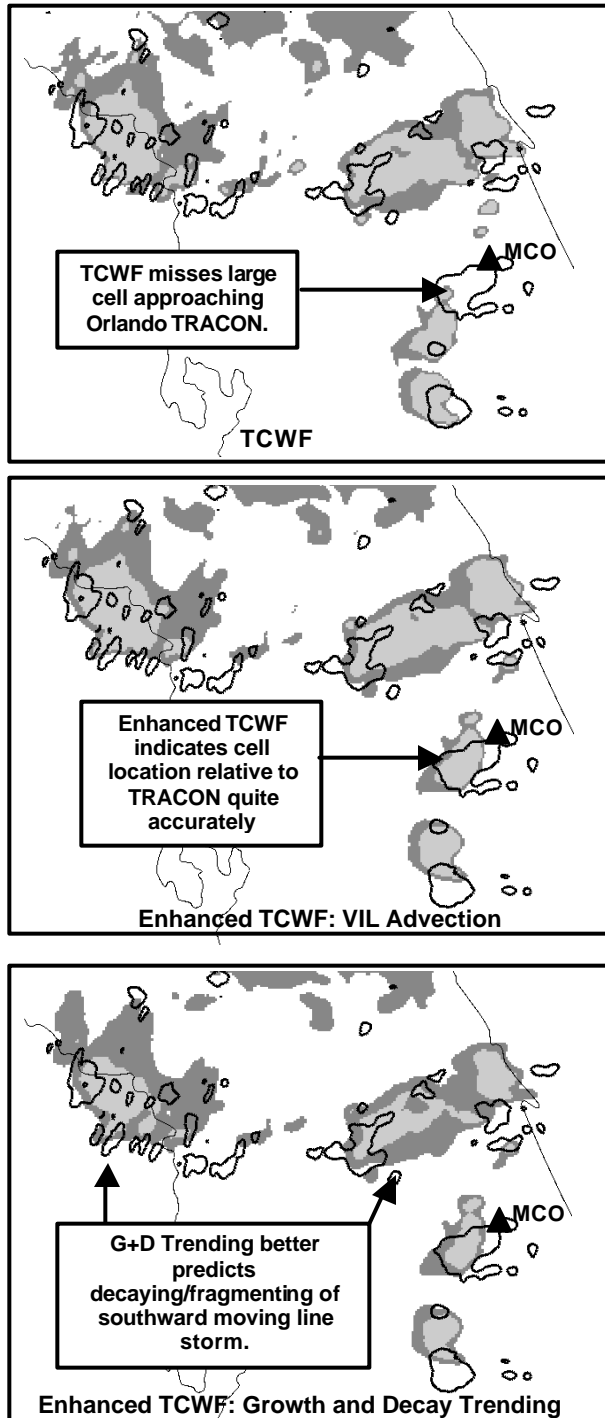 MCO
TCWF misses large
cell approaching
Orlando TRACON.
TCWF
MCO
Enhanced TCWF
indicates cell
location relative to
TRACON quite
accurately
Enhanced TCWF: VIL Advection
MCO
G+D Trending better
predicts
decaying/fragmenting of
southward moving line
storm.
Enhanced TCWF: Growth and Decay Trending